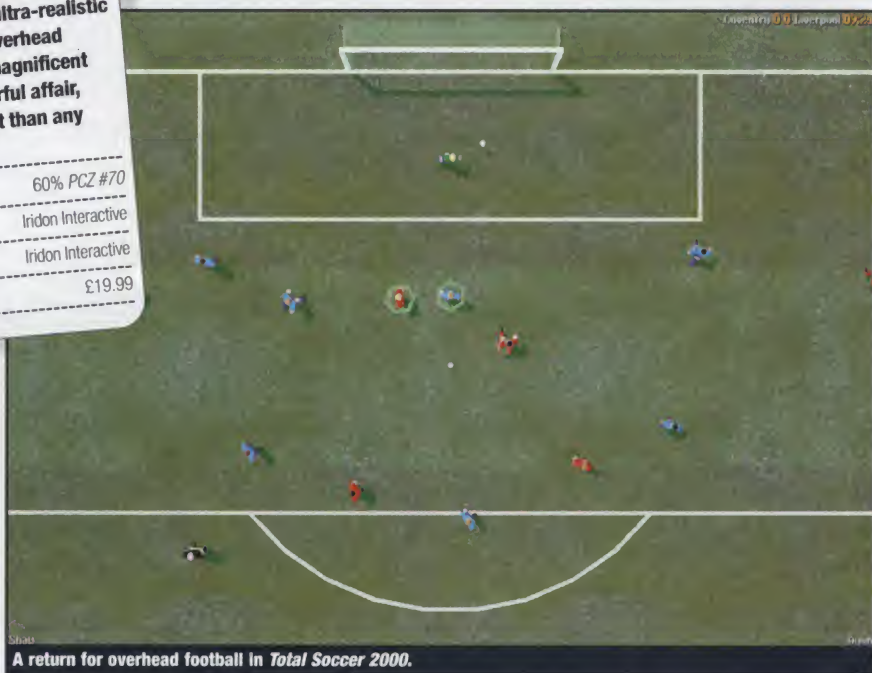 ultra-realistic
verhead
agnificent
rful affair,
t than any
60% PCZ #70
Iridon Interactive
Iridon Interactive
£19.99
Coventry 0 0 Liverpool
A return for overhead football in Total Soccer 2000.